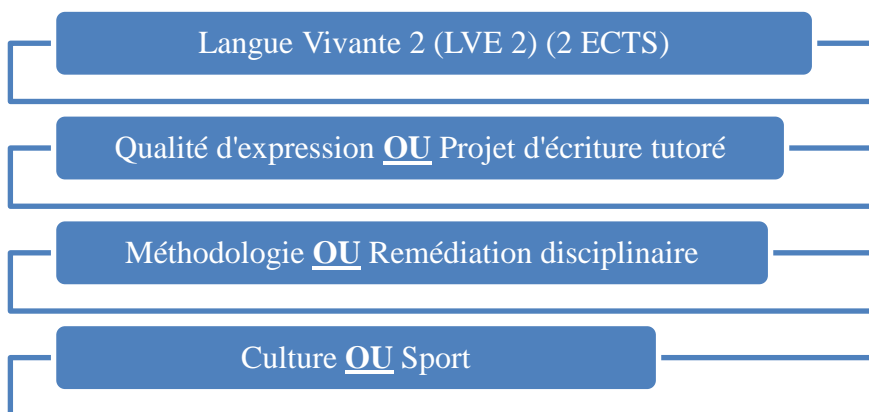 Langue Vivante 2 (LVE 2) (2 ECTS)
Qualité d'expression OU Projet d'écriture tutoré
Méthodologie OU Remédiation disciplinaire
Culture OU Sport